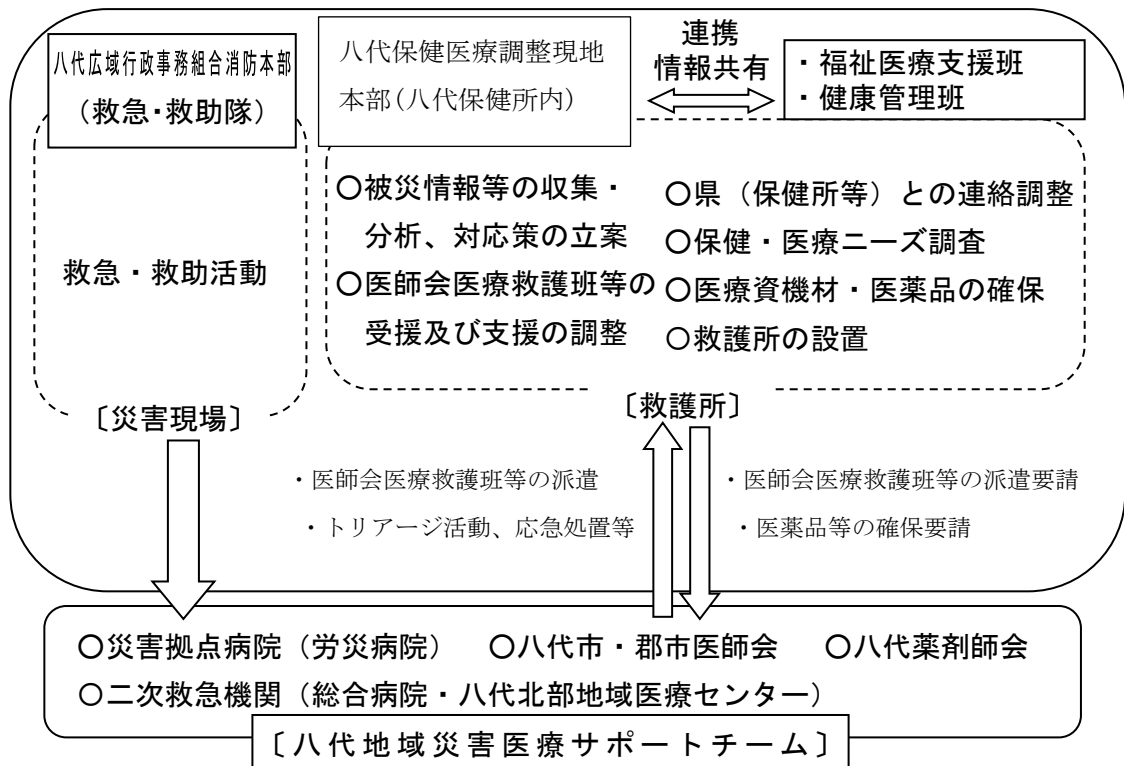 八代広域行政事務組合消防本部
（救急・救助隊）
八代保健医療調整現地
本部(八代保健所内)
連携
情報共有
・福祉医療支援班
・健康管理班
救急・救助活動
〇被災情報等の収集・
分析、対応策の立案
〇医師会医療救護班等の
受援及び支援の調整
〇県（保健所等）との連絡調整
〇保健・医療ニーズ調査
〇医療資機材・医薬品の確保
〇救護所の設置
〔災害現場〕
〔救護所〕
・医師会医療救護班等の派遣
・トリアージ活動、応急処置等
・医師会医療救護班等の派遣要請
・医薬品等の確保要請
〇災害拠点病院（労災病院）　〇八代市・郡市医師会　〇八代薬剤師会
〇二次救急機関（総合病院・八代北部地域医療センター）
〔八代地域災害医療サポートチーム〕